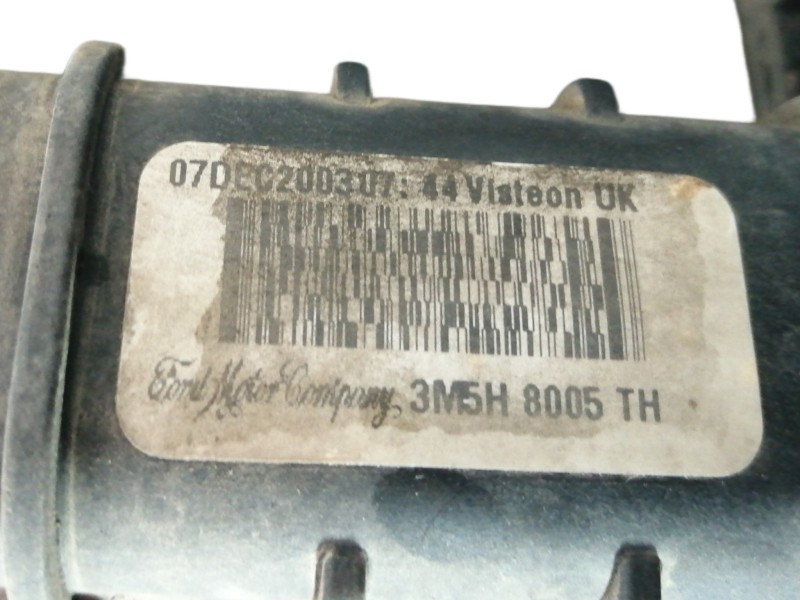 07DEC2003 07: 44 Visteon UK
Ford Motor Company 3M5H 8005 TH